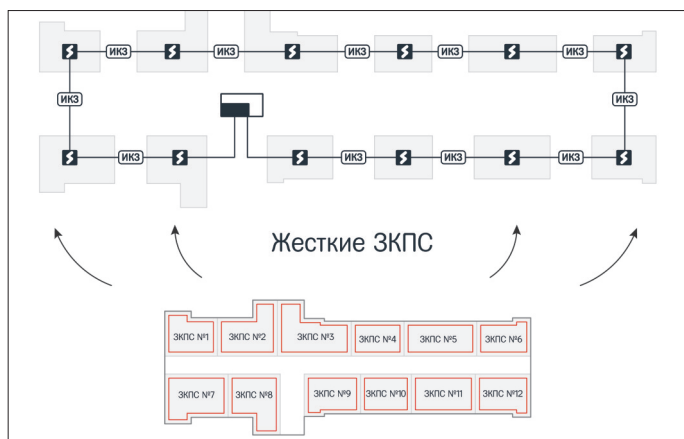 ИКЗ ИКЗ ИКЗ ИКЗ ИКЗ
ИКЗ ИКЗ
ИКЗ ИКЗ ИКЗ ИКЗ
Жесткие ЗКПС
ЗКПС №1 ЗКПС №2 ЗКПС №3 ЗКПС №4 ЗКПС №5 ЗКПС №6
ЗКПС №7 ЗКПС №8 ЗКПС №9 ЗКПС №10 ЗКПС №11 ЗКПС №12